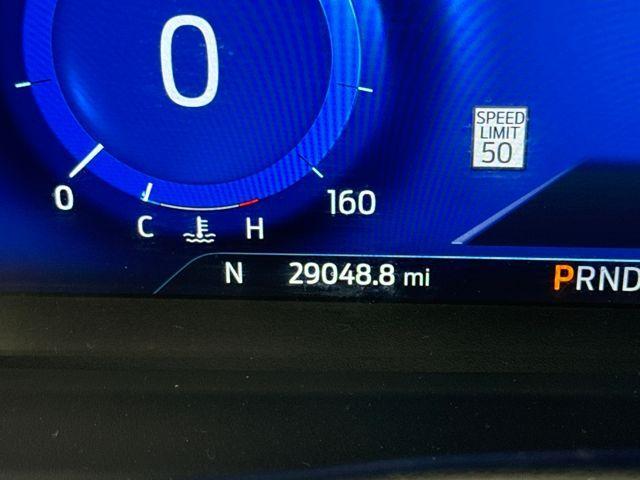 0
SPEED
LIMIT
50
0
160
C
H
N 29048.8 mi PRND